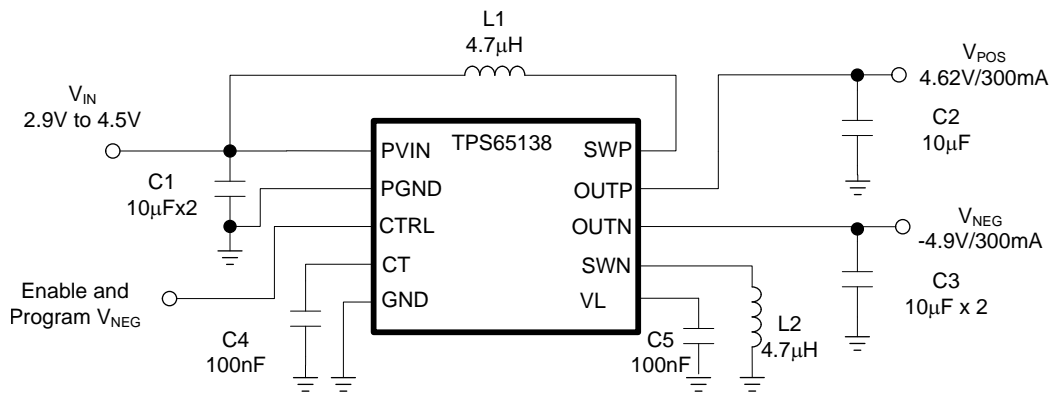 L1
4.7μH
V_IN
2.9V to 4.5V
C1
10μFx2
Enable and
Program V_NEG
C4
100nF
TPS65138
PVIN
PGND
CTRL
CT
GND
SWP
OUTP
OUTN
SWN
VL
C5
100nF
L2
4.7μH
V_POS
4.62V/300mA
C2
10μF
V_NEG
-4.9V/300mA
C3
10μF x 2